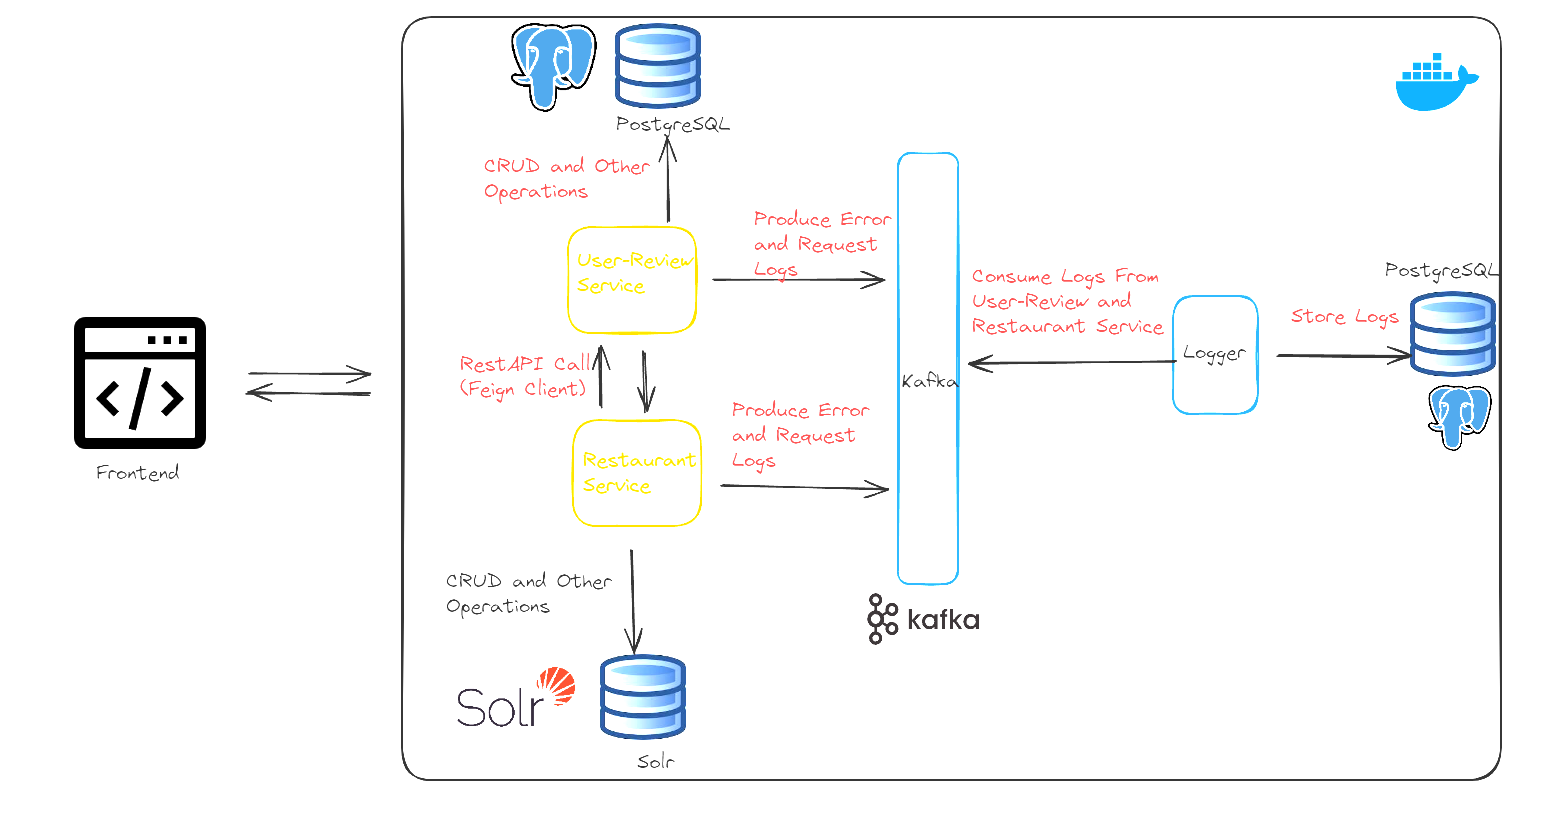 PostgreSQL
CRUD and Other
Operations
Produce Error
and Request
Logs
User-Review
Service
Consume Logs From
User-Review and
Restaurant Service
PostgreSQL
Store Logs
Logger
RestAPI Call
(Feign Client)
Kafka
Produce Error
and Request
Logs
Restaurant
Service
Frontend
CRUD and Other
Operations
kafka
Solr
Solr